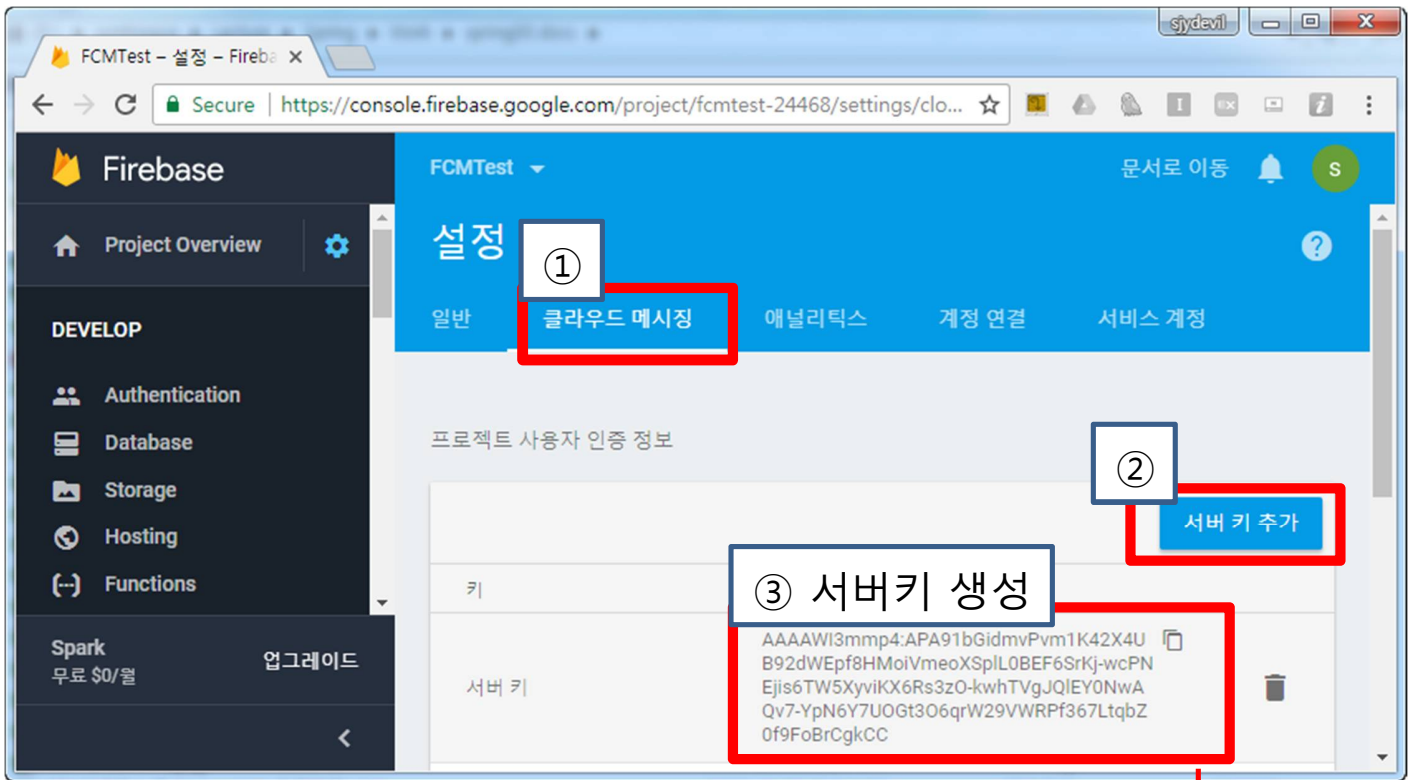 sjydevil
FCMTest – 설정 – Fireba
Secure | https://console.firebase.google.com/project/fcmtest-24468/settings/clo...
Firebase
FCMTest
문서로 이동
S
Project Overview
설정
①
일반
클라우드 메시징
애널리틱스
계정 연결
서비스 계정
DEVELOP
Authentication
Database
Storage
Hosting
Functions
프로젝트 사용자 인증 정보
②
서버 키 추가
키
③ 서버키 생성
서버 키
AAAAWI3mmp4:APA91bGidmvPvm1K42X4U
B92dWEpf8HMoiVmeoXSplL0BEF6SrKj-wcPN
Ejis6TW5XyviKX6Rs3zO-kwhTVgJQlEY0NwA
Qv7-YpN6Y7UOGt3O6qrW29VWRPf367LtqbZ
0f9FoBrCgkCC
Spark
무료 $0/월
업그레이드